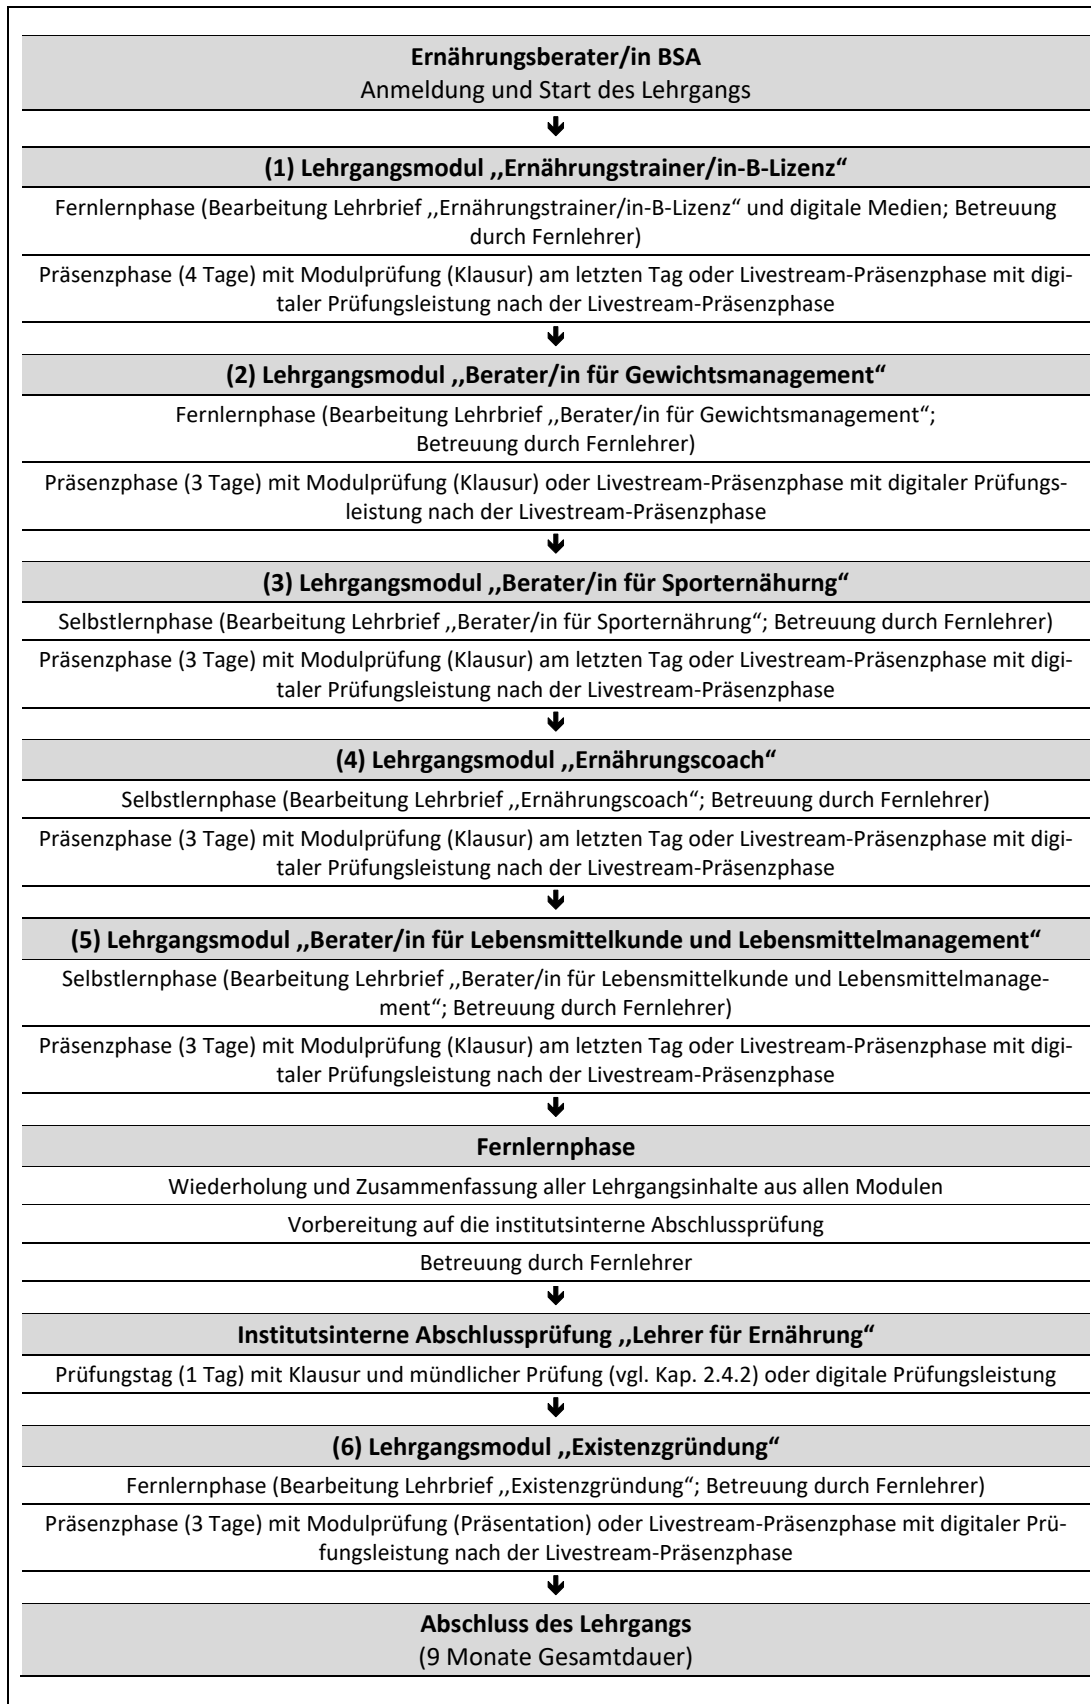 Ernährungsberater/in BSA
Anmeldung und Start des Lehrgangs
🡻
(1) Lehrgangsmodul ,,Ernährungstrainer/in-B-Lizenz“
Fernlernphase (Bearbeitung Lehrbrief ,,Ernährungstrainer/in-B-Lizenz“ und digitale Medien; Betreuung
durch Fernlehrer)
Präsenzphase (4 Tage) mit Modulprüfung (Klausur) am letzten Tag oder Livestream-Präsenzphase mit digi-
taler Prüfungsleistung nach der Livestream-Präsenzphase
🡻
(2) Lehrgangsmodul ,,Berater/in für Gewichtsmanagement“
Fernlernphase (Bearbeitung Lehrbrief ,,Berater/in für Gewichtsmanagement“;
Betreuung durch Fernlehrer)
Präsenzphase (3 Tage) mit Modulprüfung (Klausur) oder Livestream-Präsenzphase mit digitaler Prüfungs-
leistung nach der Livestream-Präsenzphase
🡻
(3) Lehrgangsmodul ,,Berater/in für Sporternähurng“
Selbstlernphase (Bearbeitung Lehrbrief ,,Berater/in für Sporternährung“; Betreuung durch Fernlehrer)
Präsenzphase (3 Tage) mit Modulprüfung (Klausur) am letzten Tag oder Livestream-Präsenzphase mit digi-
taler Prüfungsleistung nach der Livestream-Präsenzphase
🡻
(4) Lehrgangsmodul ,,Ernährungscoach“
Selbstlernphase (Bearbeitung Lehrbrief ,,Ernährungscoach“; Betreuung durch Fernlehrer)
Präsenzphase (3 Tage) mit Modulprüfung (Klausur) am letzten Tag oder Livestream-Präsenzphase mit digi-
taler Prüfungsleistung nach der Livestream-Präsenzphase
🡻
(5) Lehrgangsmodul ,,Berater/in für Lebensmittelkunde und Lebensmittelmanagement“
Selbstlernphase (Bearbeitung Lehrbrief ,,Berater/in für Lebensmittelkunde und Lebensmittelmanage-
ment“; Betreuung durch Fernlehrer)
Präsenzphase (3 Tage) mit Modulprüfung (Klausur) am letzten Tag oder Livestream-Präsenzphase mit digi-
taler Prüfungsleistung nach der Livestream-Präsenzphase
🡻
Fernlernphase
Wiederholung und Zusammenfassung aller Lehrgangsinhalte aus allen Modulen
Vorbereitung auf die institutsinterne Abschlussprüfung
Betreuung durch Fernlehrer
🡻
Institutsinterne Abschlussprüfung ,,Lehrer für Ernährung“
Prüfungstag (1 Tag) mit Klausur und mündlicher Prüfung (vgl. Kap. 2.4.2) oder digitale Prüfungsleistung
🡻
(6) Lehrgangsmodul ,,Existenzgründung“
Fernlernphase (Bearbeitung Lehrbrief ,,Existenzgründung“; Betreuung durch Fernlehrer)
Präsenzphase (3 Tage) mit Modulprüfung (Präsentation) oder Livestream-Präsenzphase mit digitaler Prü-
fungsleistung nach der Livestream-Präsenzphase
🡻
Abschluss des Lehrgangs
(9 Monate Gesamtdauer)